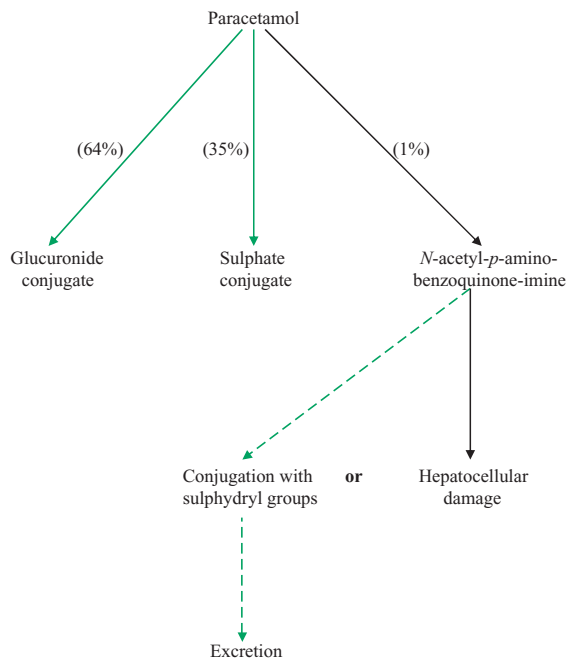 Paracetamol
(64%)
(35%)
(1%)
Glucuronide
conjugate
Sulphate
conjugate
N-acetyl-p-amino-
benzoquinone-imine
Conjugation with
sulphydryl groups
or
Hepatocellular
damage
Excretion